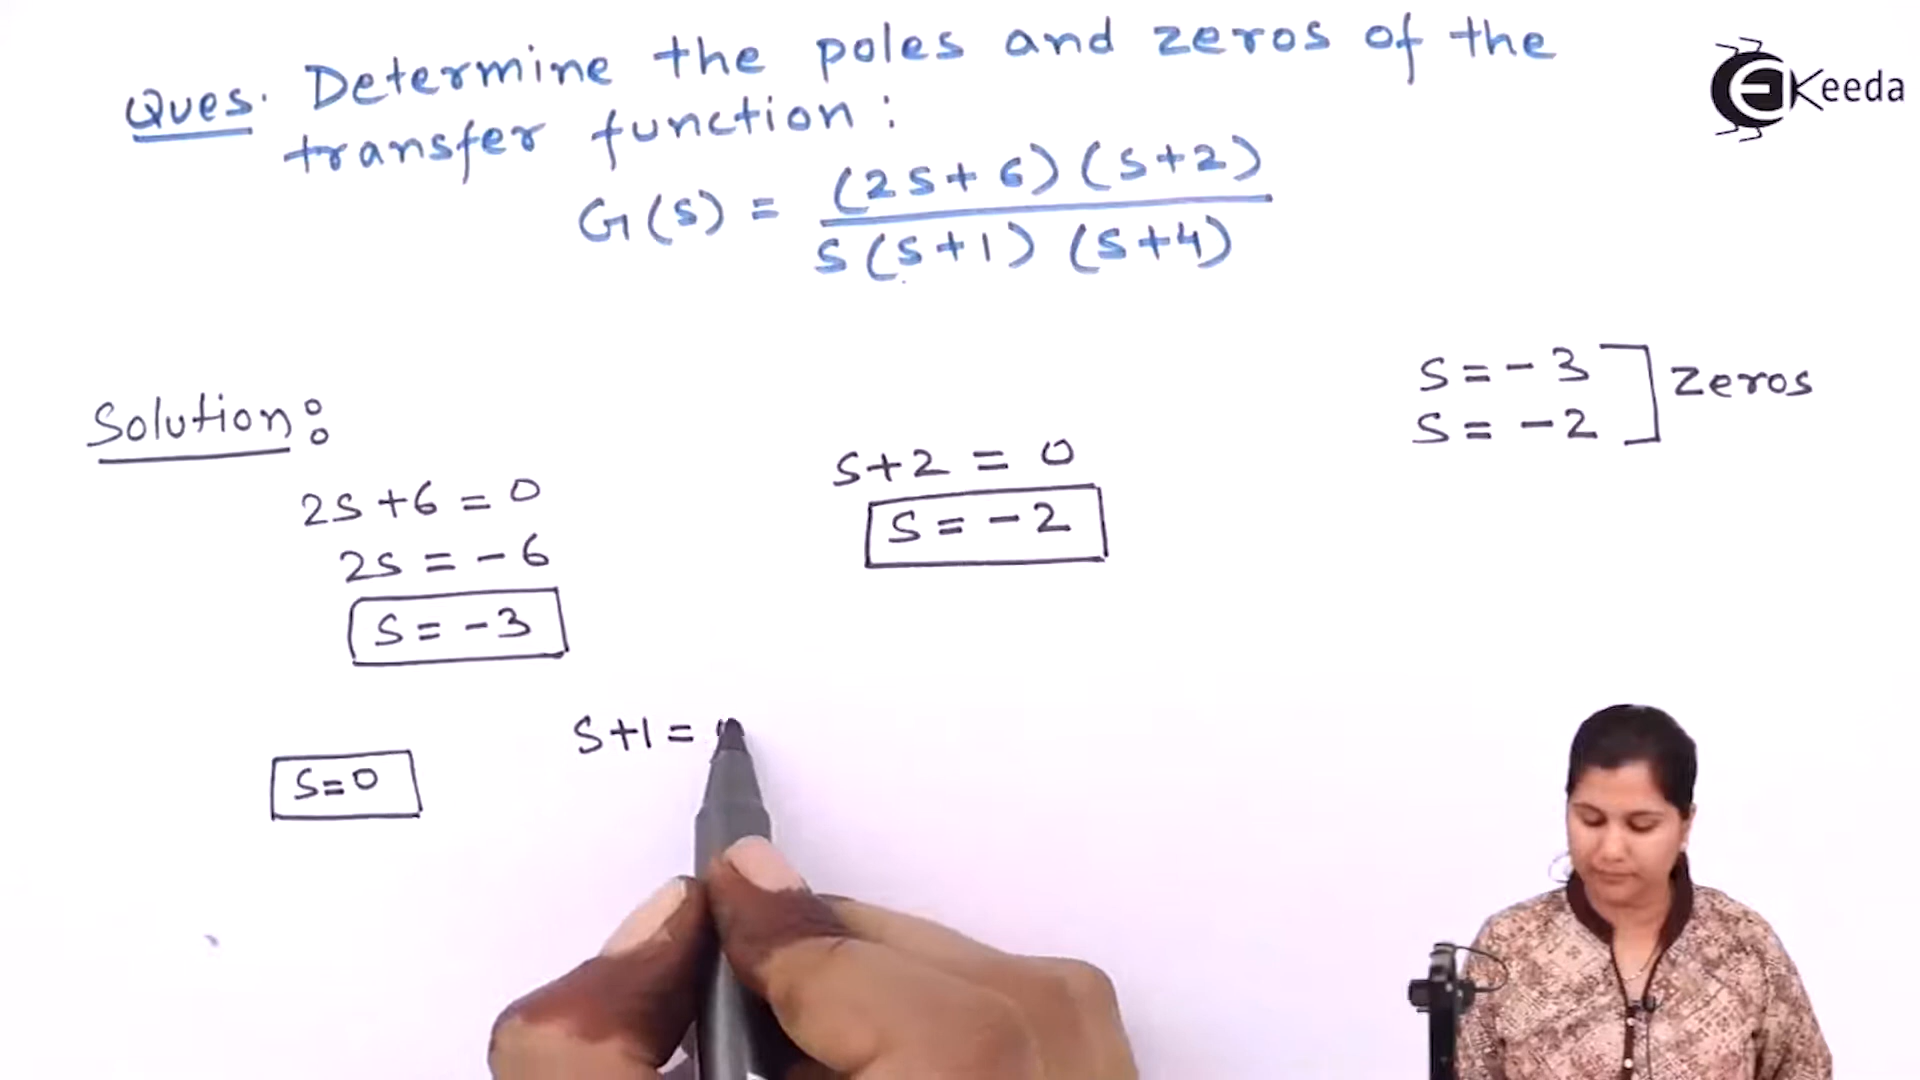 Ques. Determine the poles and zeros of the
transfer function :
G(s) = (2s+6)(s+2) / s(s+1)(s+4)
EKeeda
Solution:
2s+6 = 0
2s = -6
s = -3
s+2 = 0
s = -2
s = -3
s = -2
] zeros
s=0
s+1 =